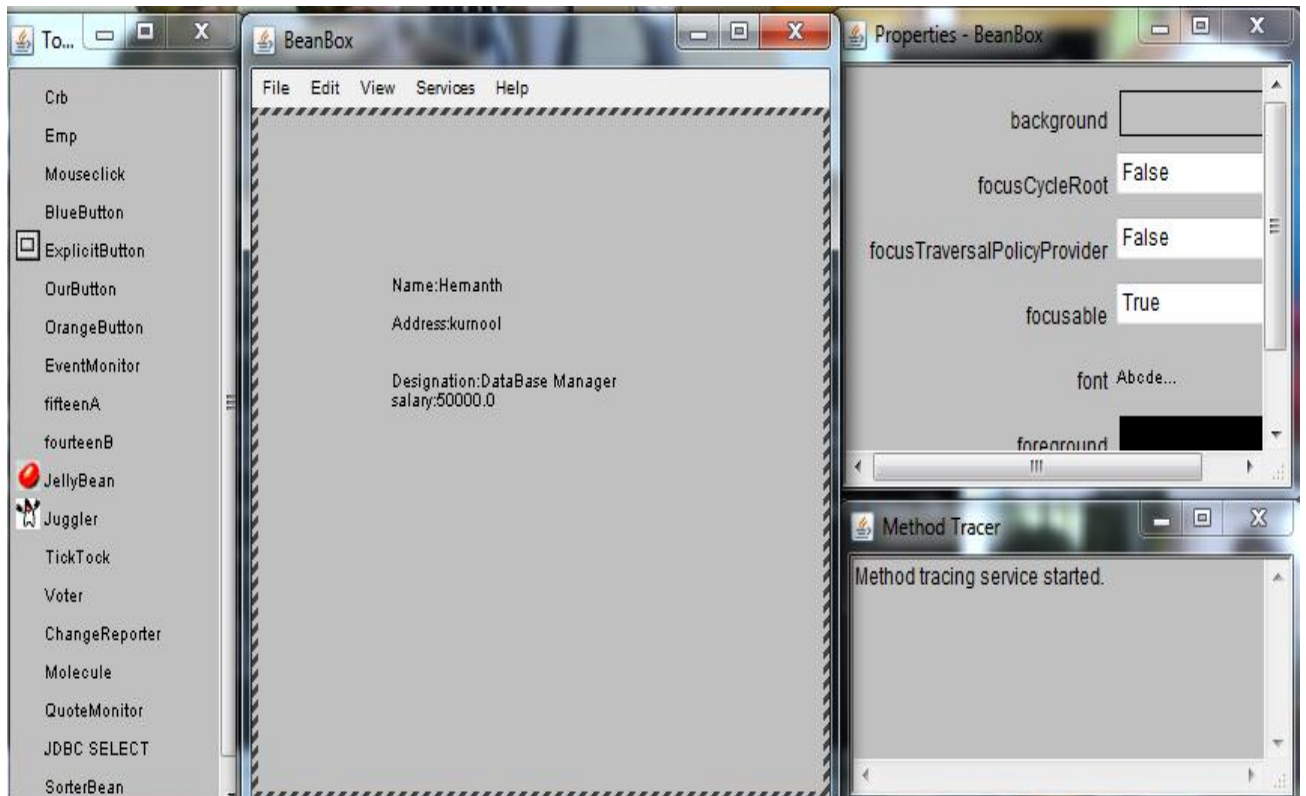 To...
Crb
Emp
Mouseclick
BlueButton
ExplicitButton
OurButton
OrangeButton
EventMonitor
fifteenA
fourteenB
JellyBean
Juggler
TickTock
Voter
ChangeReporter
Molecule
QuoteMonitor
JDBC SELECT
SorterBean
BeanBox
File Edit View Services Help
Name:Hemanth
Address:kurnool
Designation:DataBase Manager
salary:50000.0
Properties - BeanBox
background
focusCycleRoot False
focusTraversalPolicyProvider False
focusable True
font Abcde...
foreground
Method Tracer
Method tracing service started.